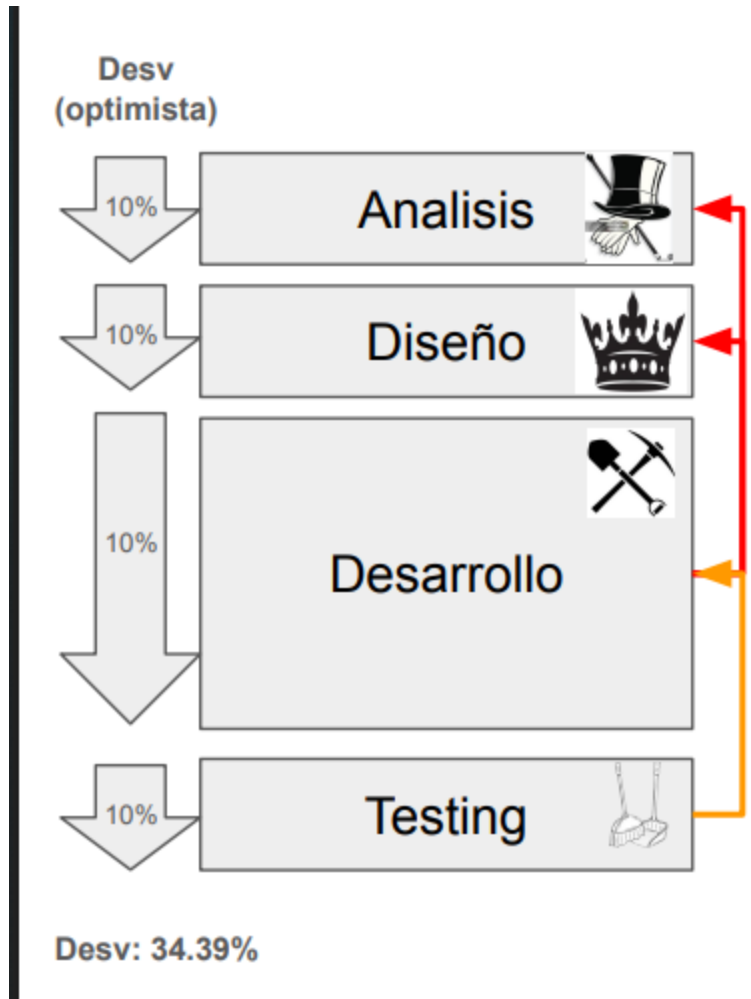 Desv
(optimista)
10%
Analisis
10%
Diseño
10%
Desarrollo
10%
Testing
Desv: 34.39%